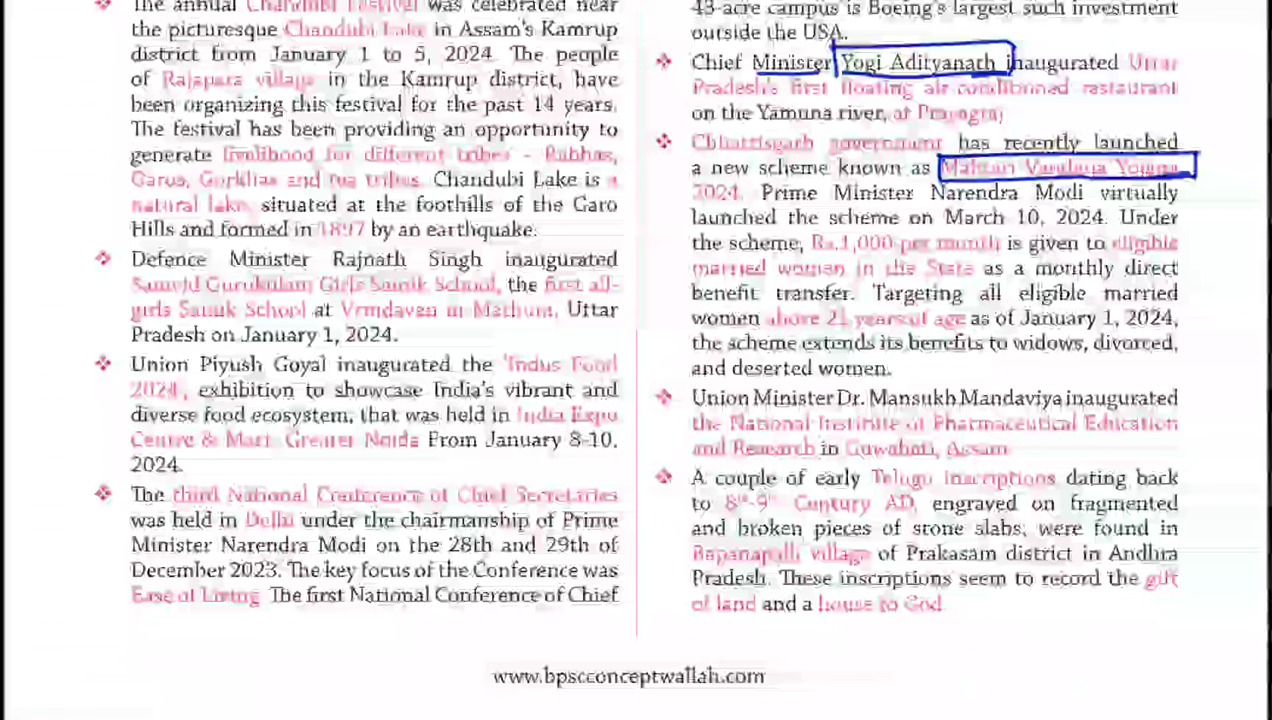 The annual Chandubi Festival was celebrated near
the picturesque Chandubi Lake in Assam's Kamrup
district from January 1 to 5, 2024. The people
of Rajapara village in the Kamrup district, have
been organizing this festival for the past 14 years.
The festival has been providing an opportunity to
generate livelihood for different tribes - Rabhas,
Garos, Gorkhas and tea tribes. Chandubi Lake is a
natural lake, situated at the foothills of the Garo
Hills and formed in 1897 by an earthquake.
❖ Defence Minister Rajnath Singh inaugurated
Samvid Gurukulam Girls Sainik School, the first all-
girls Sainik School at Vrindavan in Mathura, Uttar
Pradesh on January 1, 2024.
❖ Union Piyush Goyal inaugurated the 'Indus Food
2024', exhibition to showcase India's vibrant and
diverse food ecosystem, that was held in India Expo
Centre & Mart, Greater Noida From January 8-10,
2024.
❖ The third National Conference of Chief Secretaries
was held in Delhi under the chairmanship of Prime
Minister Narendra Modi on the 28th and 29th of
December 2023. The key focus of the Conference was
Ease of Living. The first National Conference of Chief
43-acre campus is Boeing's largest such investment
outside the USA.
❖ Chief Minister Yogi Adityanath inaugurated Uttar
Pradesh's first floating air conditioned restaurant
on the Yamuna river, at Prayagraj
❖ Chhattisgarh government has recently launched
a new scheme known as Mahtari Vandana Yojana
2024. Prime Minister Narendra Modi virtually
launched the scheme on March 10, 2024. Under
the scheme, Rs.1,000 per month is given to eligible
married women in the State as a monthly direct
benefit transfer. Targeting all eligible married
women above 21 years of age as of January 1, 2024,
the scheme extends its benefits to widows, divorced,
and deserted women.
❖ Union Minister Dr. Mansukh Mandaviya inaugurated
the National Institute of Pharmaceutical Education
and Research in Guwahati, Assam
❖ A couple of early Telugu inscriptions dating back
to 8th-9th Century AD, engraved on fragmented
and broken pieces of stone slabs, were found in
Bapanapalli village of Prakasam district in Andhra
Pradesh. These inscriptions seem to record the gift
of land and a house to God.
www.bpscconceptwallah.com